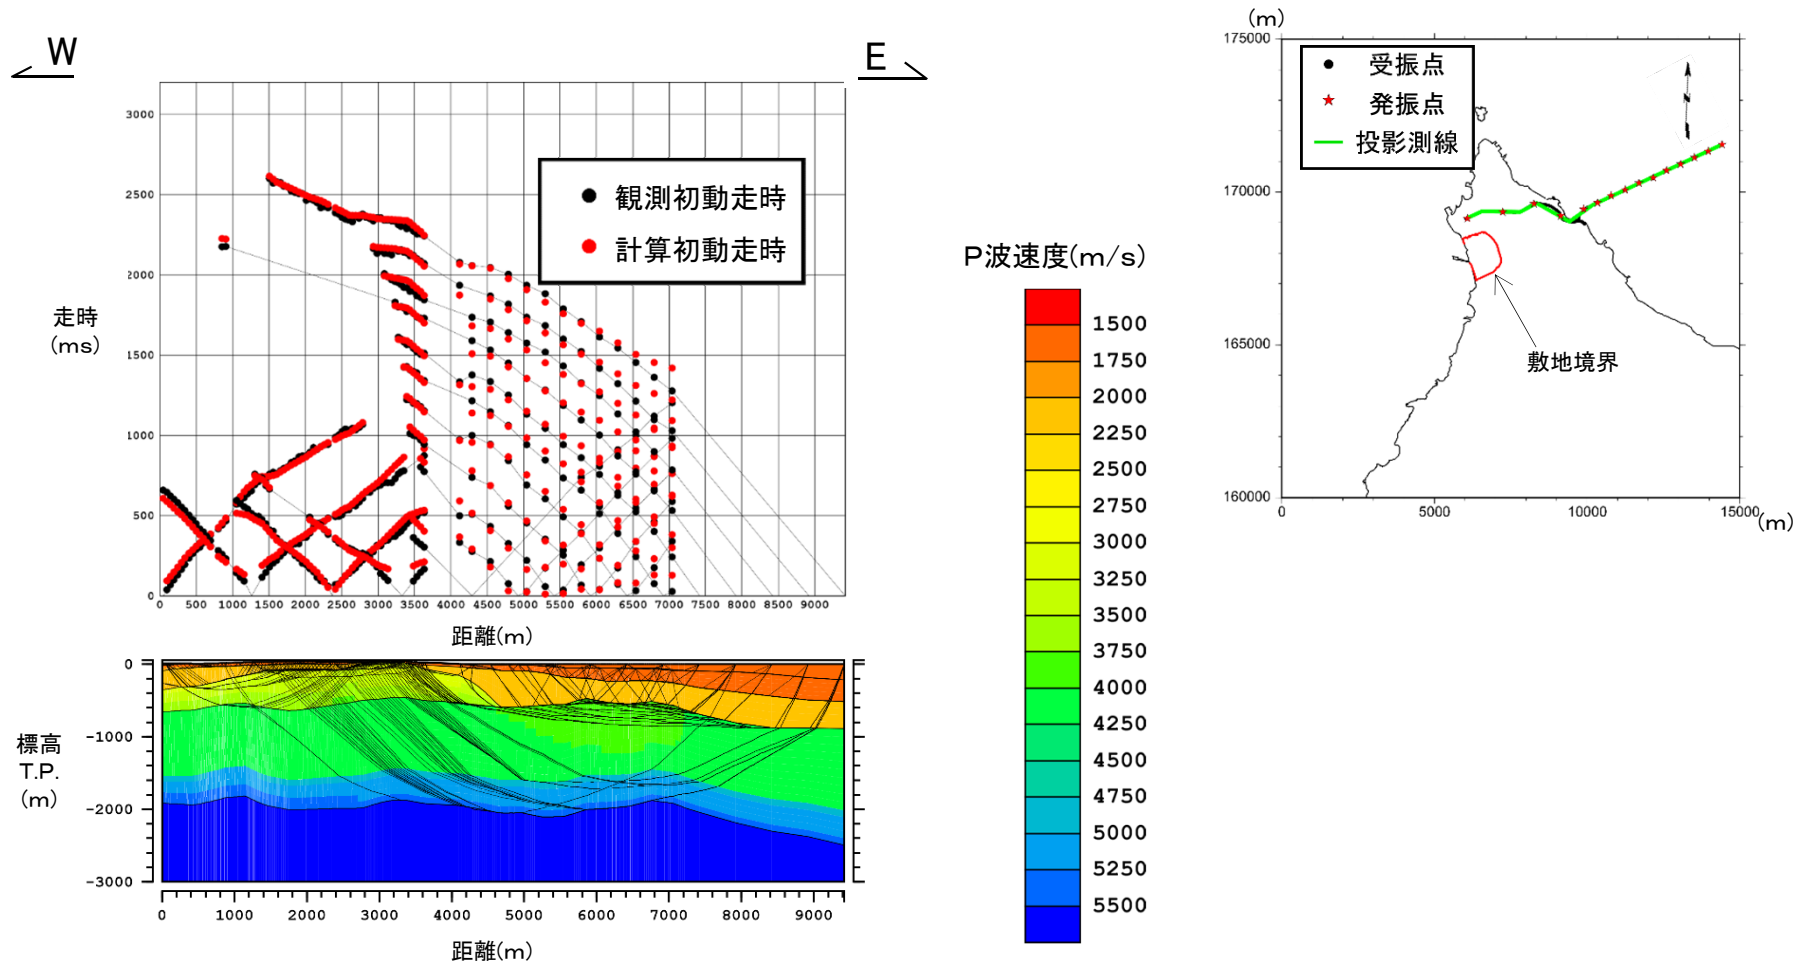 W
E
3000
2500
2000
1500
1000
500
0
走時
(ms)
観測初動走時
計算初動走時
0 500 1000 1500 2000 2500 3000 3500 4000 4500 5000 5500 6000 6500 7000 7500 8000 8500 9000
距離(m)
0
-1000
-2000
-3000
標高
T.P.
(m)
0 1000 2000 3000 4000 5000 6000 7000 8000 9000
距離(m)
P波速度(m/s)
1500
1750
2000
2250
2500
2750
3000
3250
3500
3750
4000
4250
4500
4750
5000
5250
5500
(m)
175000
170000
165000
160000
受振点
発振点
投影測線
N
敷地境界
0 5000 10000 15000 (m)